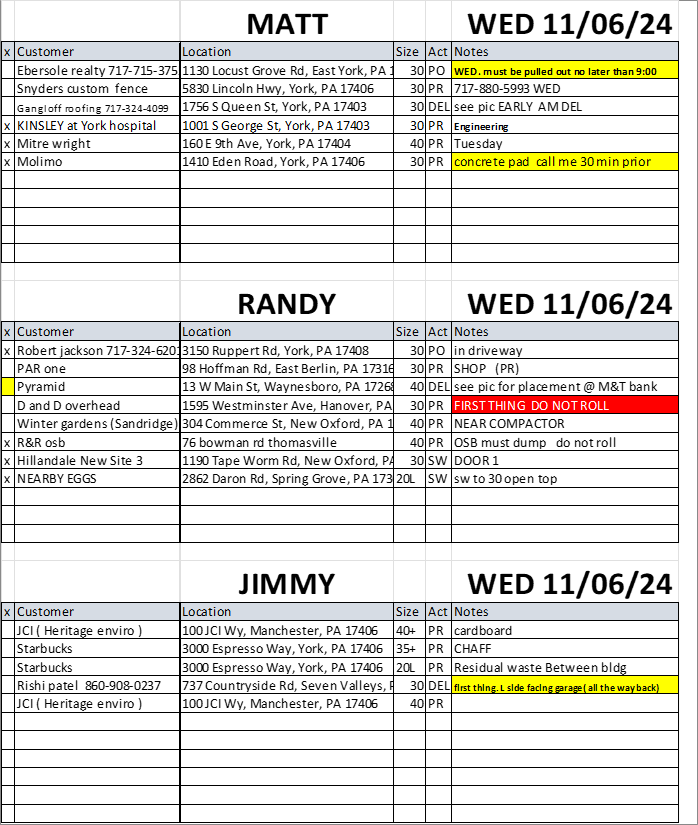 MATT WED 11/06/24
x Customer Location Size Act Notes
Ebersole realty 717-715-375 1130 Locust Grove Rd, East York, PA 1 30 PO WED. must be pulled out no later than 9:00
Snyders custom fence 5830 Lincoln Hwy, York, PA 17406 30 PR 717-880-5993 WED
Gangloff roofing 717-324-4099 1756 S Queen St, York, PA 17403 30 DEL see pic EARLY AM DEL
x KINSLEY at York hospital 1001 S George St, York, PA 17403 30 PR Engineering
x Mitre wright 160 E 9th Ave, York, PA 17404 40 PR Tuesday
x Molimo 1410 Eden Road, York, PA 17406 30 PR concrete pad call me 30 min prior
RANDY WED 11/06/24
x Customer Location Size Act Notes
x Robert jackson 717-324-6201 3150 Ruppert Rd, York, PA 17408 30 PO in driveway
PAR one 98 Hoffman Rd, East Berlin, PA 17316 30 PR SHOP (PR)
Pyramid 13 W Main St, Waynesboro, PA 17268 40 DEL see pic for placement @ M&T bank
D and D overhead 1595 Westminster Ave, Hanover, PA 30 PR FIRST THING DO NOT ROLL
Winter gardens (Sandridge) 304 Commerce St, New Oxford, PA 1 40 PR NEAR COMPACTOR
x R&R osb 76 bowman rd thomasville 40 PR OSB must dump do not roll
x Hillandale New Site 3 1190 Tape Worm Rd, New Oxford, PA 30 SW DOOR 1
x NEARBY EGGS 2862 Daron Rd, Spring Grove, PA 173 20L SW sw to 30 open top
JIMMY WED 11/06/24
x Customer Location Size Act Notes
JCI ( Heritage enviro ) 100 JCI Wy, Manchester, PA 17406 40+ PR cardboard
Starbucks 3000 Espresso Way, York, PA 17406 35+ PR CHAFF
Starbucks 3000 Espresso Way, York, PA 17406 20L PR Residual waste Between bldg
Rishi patel 860-908-0237 737 Countryside Rd, Seven Valleys, P 30 DEL first thing. L side facing garage( all the way back)
JCI ( Heritage enviro ) 100 JCI Wy, Manchester, PA 17406 40 PR